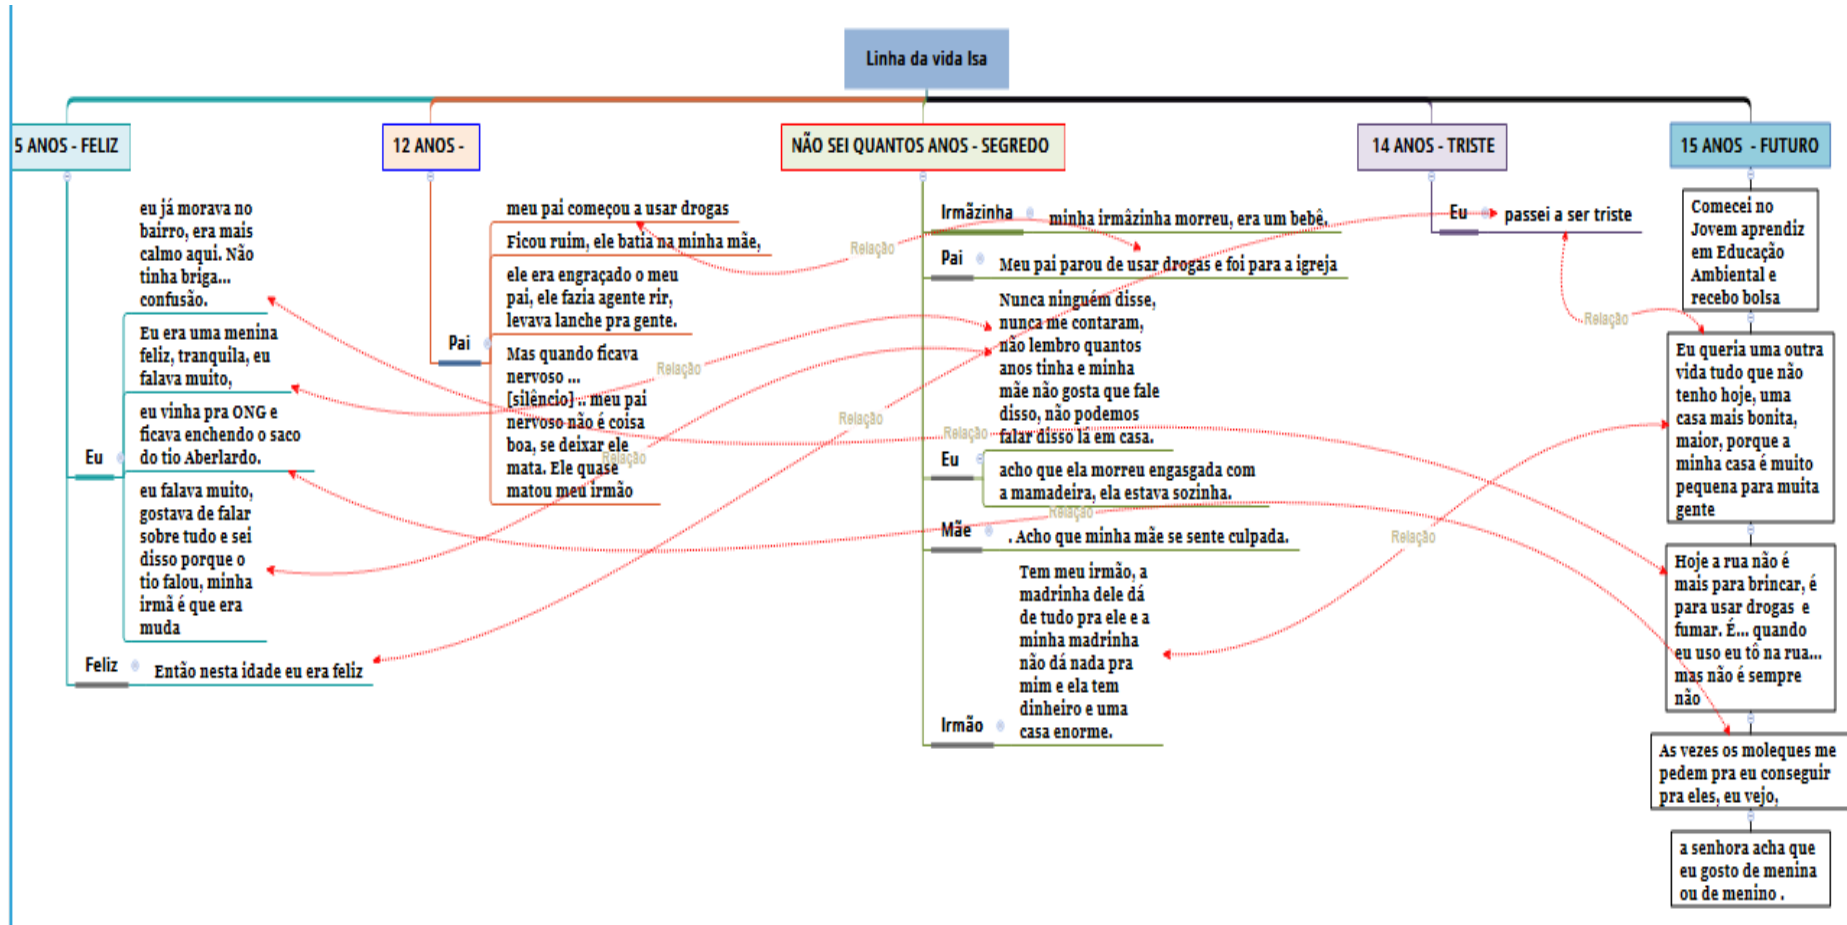 Linha da vida Isa
5 ANOS - FELIZ
eu já morava no
bairro, era mais
calmo aqui. Não
tinha briga...
confusão.
Eu era uma menina
feliz, tranquila, eu
falava muito,
eu vinha pra ONG e
ficava enchendo o saco
do tio Aberlardo.
Eu
eu falava muito,
gostava de falar
sobre tudo e sei
disso porque o
tio falou, minha
irmã é que era
muda
Feliz
Então nesta idade eu era feliz
12 ANOS -
meu pai começou a usar drogas
Ficou ruim, ele batia na minha mãe,
ele era engraçado o meu
pai, ele fazia agente rir,
levava lanche pra gente.
Pai
Mas quando ficava
nervoso ...
[silêncio] .. meu pai
nervoso não é coisa
boa, se deixar ele
mata. Ele quase
matou meu irmão
NÃO SEI QUANTOS ANOS - SEGREDO
Irmãzinha
minha irmâzinha morreu, era um bebê.
Pai
Meu pai parou de usar drogas e foi para a igreja
Nunca ninguém disse,
nunca me contaram,
não lembro quantos
anos tinha e minha
mãe não gosta que fale
disso, não podemos
falar disso lá em casa.
Eu
acho que ela morreu engasgada com
a mamadeira, ela estava sozinha.
Mãe
. Acho que minha mãe se sente culpada.
Tem meu irmão, a
madrinha dele dá
de tudo pra ele e a
minha madrinha
não dá nada pra
mim e ela tem
dinheiro e uma
casa enorme.
Irmão
14 ANOS - TRISTE
Eu
passei a ser triste
15 ANOS - FUTURO
Comecei no
Jovem aprendiz
em Educação
Ambiental e
recebo bolsa
Eu queria uma outra
vida tudo que não
tenho hoje, uma
casa mais bonita,
maior, porque a
minha casa é muito
pequena para muita
gente
Hoje a rua não é
mais para brincar, é
para usar drogas e
fumar. É... quando
eu uso eu tô na rua...
mas não é sempre
não
As vezes os moleques me
pedem pra eu conseguir
pra eles, eu vejo,
a senhora acha que
eu gosto de menina
ou de menino .
Relação
Relação
Relação
Relação
Relação
Relação
Relação
Relação